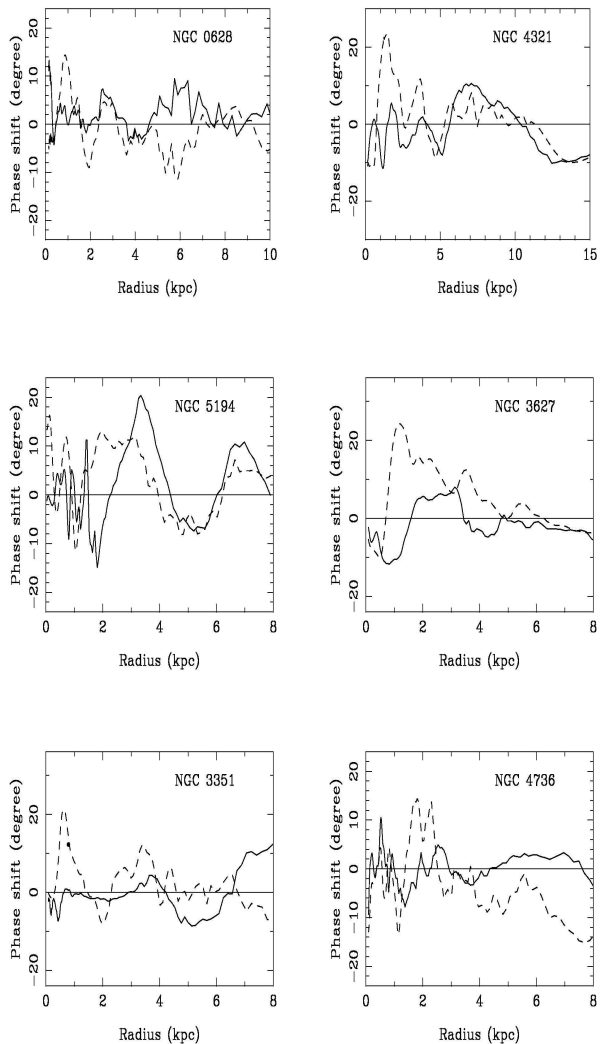 NGC 0628
Phase shift (degree)
20
10
0
−10
−20
0 2 4 6 8 10
Radius (kpc)
NGC 4321
Phase shift (degree)
20
0
−20
0 5 10 15
Radius (kpc)
NGC 5194
Phase shift (degree)
20
10
0
−10
−20
0 2 4 6 8
Radius (kpc)
NGC 3627
Phase shift (degree)
20
0
−20
0 2 4 6 8
Radius (kpc)
NGC 3351
Phase shift (degree)
20
0
−20
0 2 4 6 8
Radius (kpc)
NGC 4736
Phase shift (degree)
20
10
0
−10
−20
0 2 4 6 8
Radius (kpc)